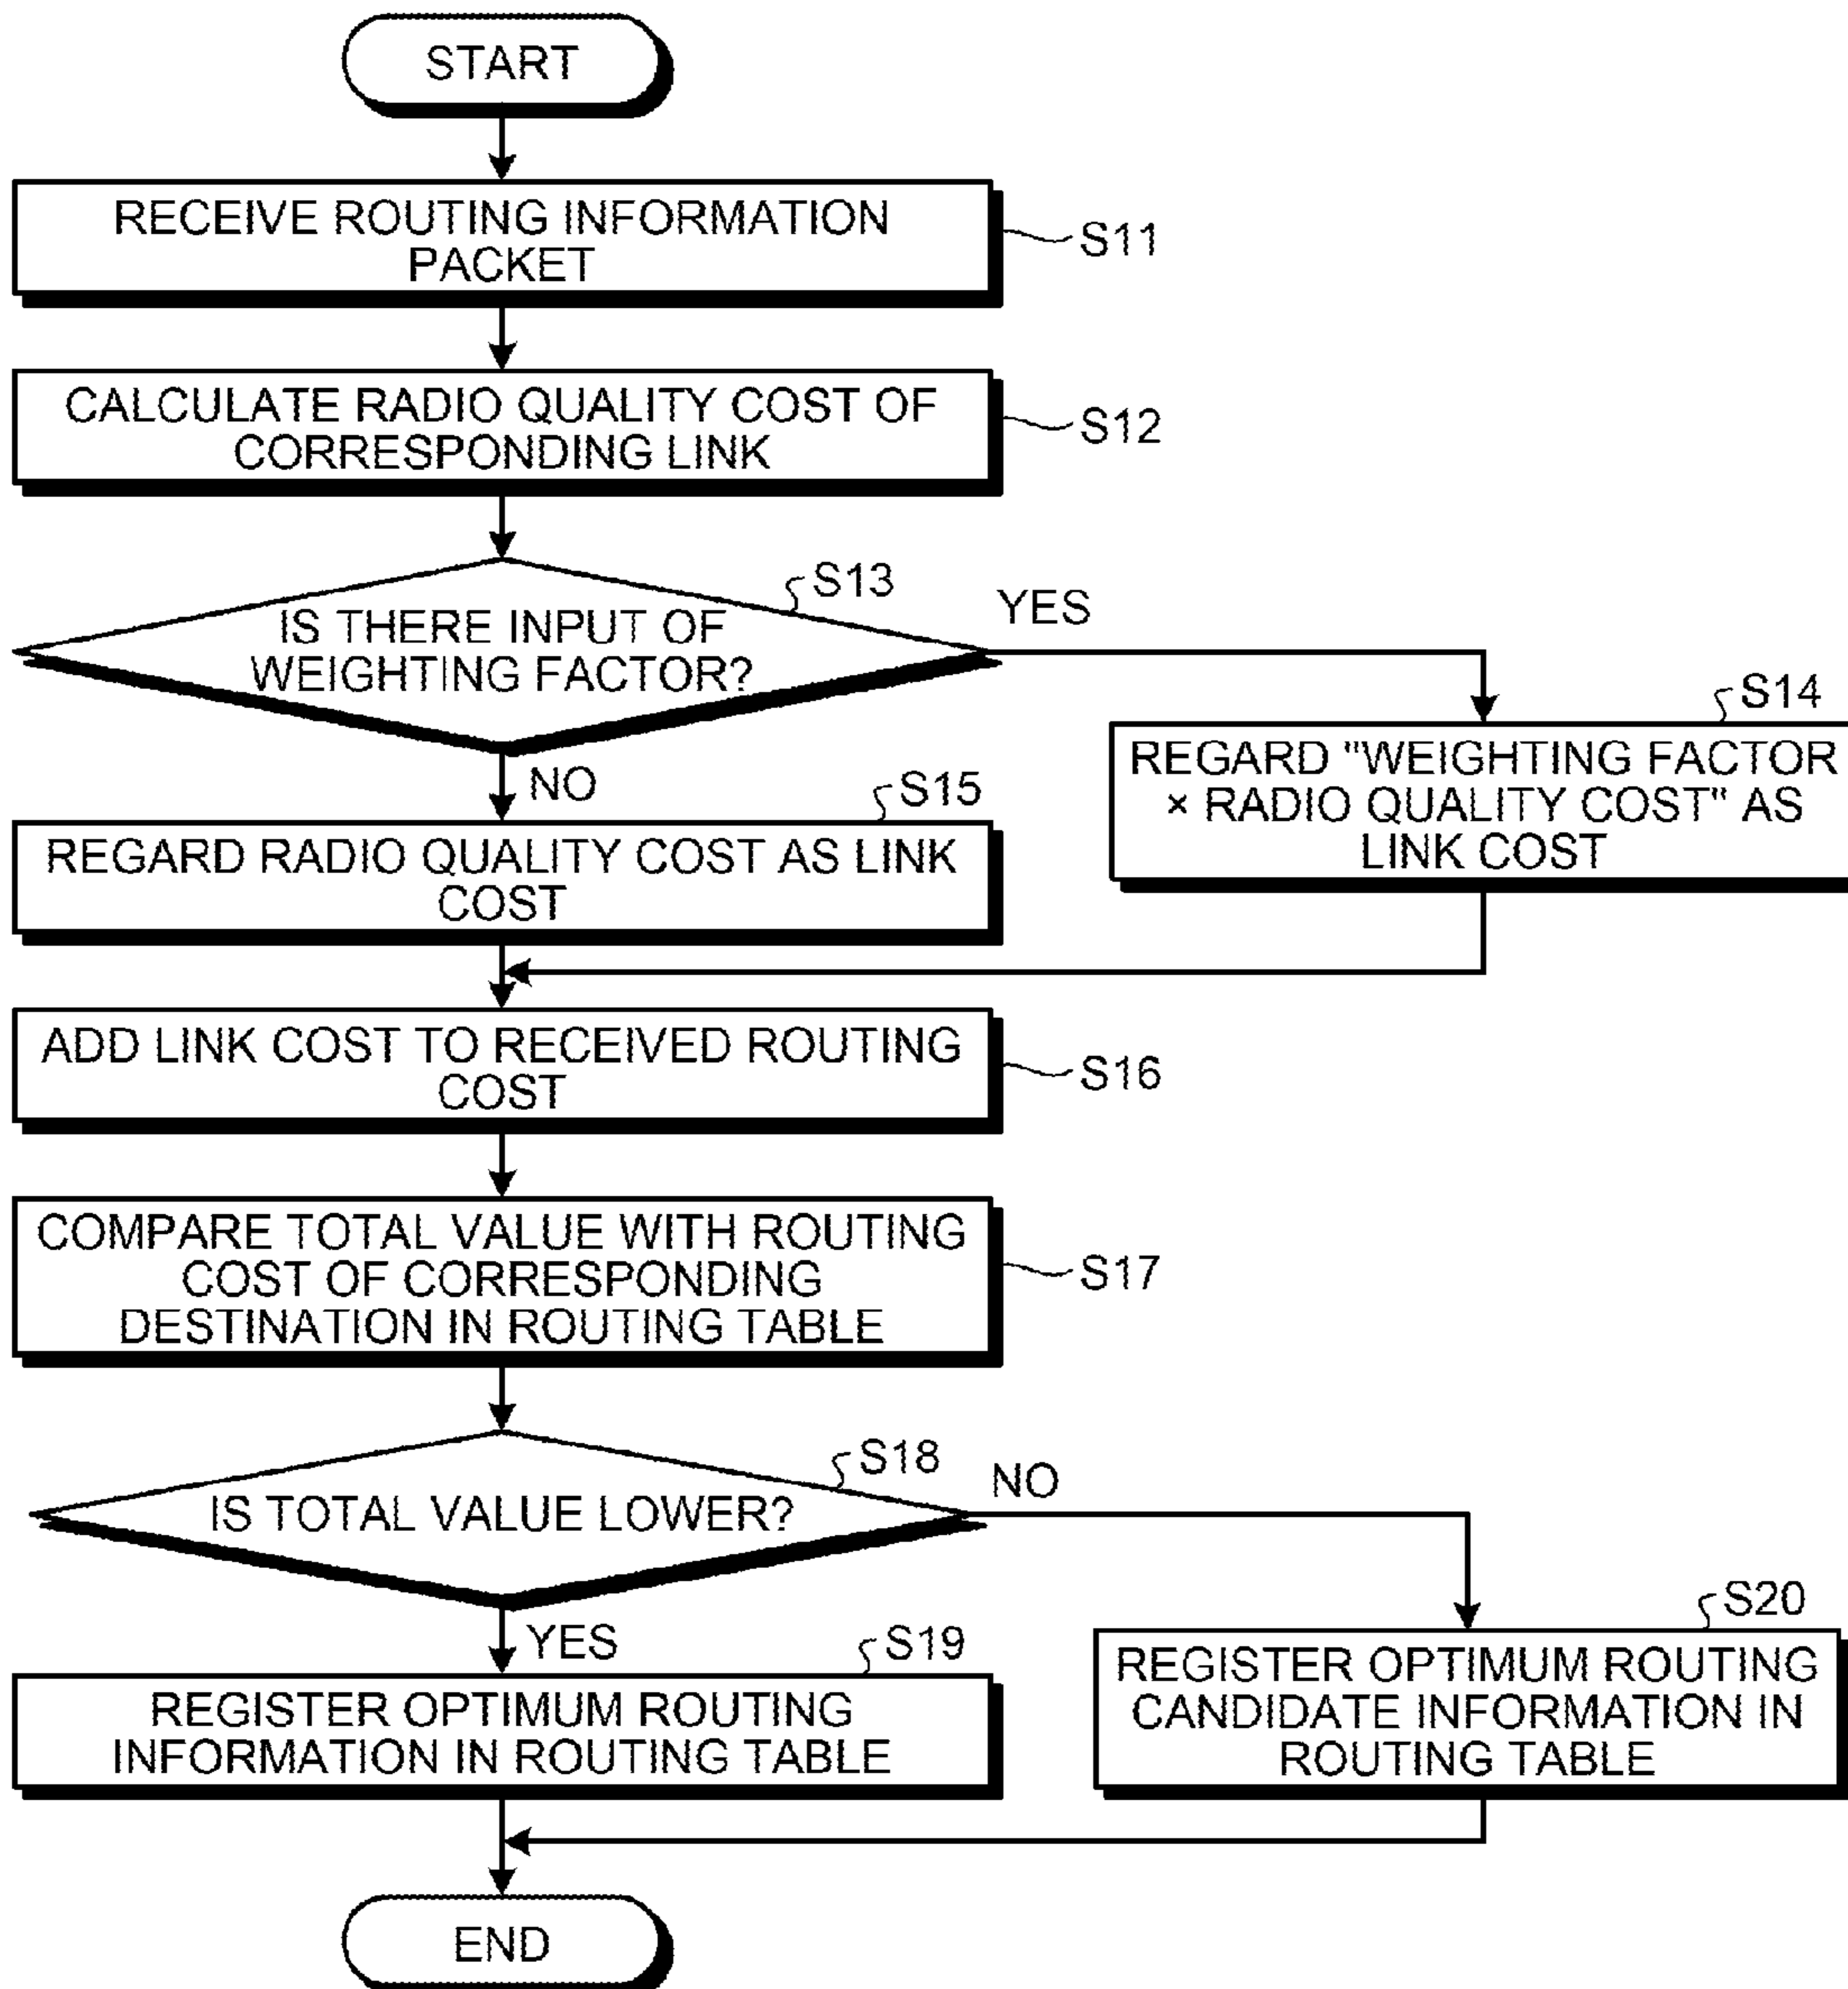 START
RECEIVE ROUTING INFORMATION
PACKET
S11
CALCULATE RADIO QUALITY COST OF
CORRESPONDING LINK
S12
S13
IS THERE INPUT OF
WEIGHTING FACTOR?
YES
S14
REGARD "WEIGHTING FACTOR
× RADIO QUALITY COST" AS
LINK COST
NO
S15
REGARD RADIO QUALITY COST AS LINK
COST
ADD LINK COST TO RECEIVED ROUTING
COST
S16
COMPARE TOTAL VALUE WITH ROUTING
COST OF CORRESPONDING
DESTINATION IN ROUTING TABLE
S17
S18
IS TOTAL VALUE LOWER?
NO
YES
S19
REGISTER OPTIMUM ROUTING
INFORMATION IN ROUTING TABLE
S20
REGISTER OPTIMUM ROUTING
CANDIDATE INFORMATION IN
ROUTING TABLE
END